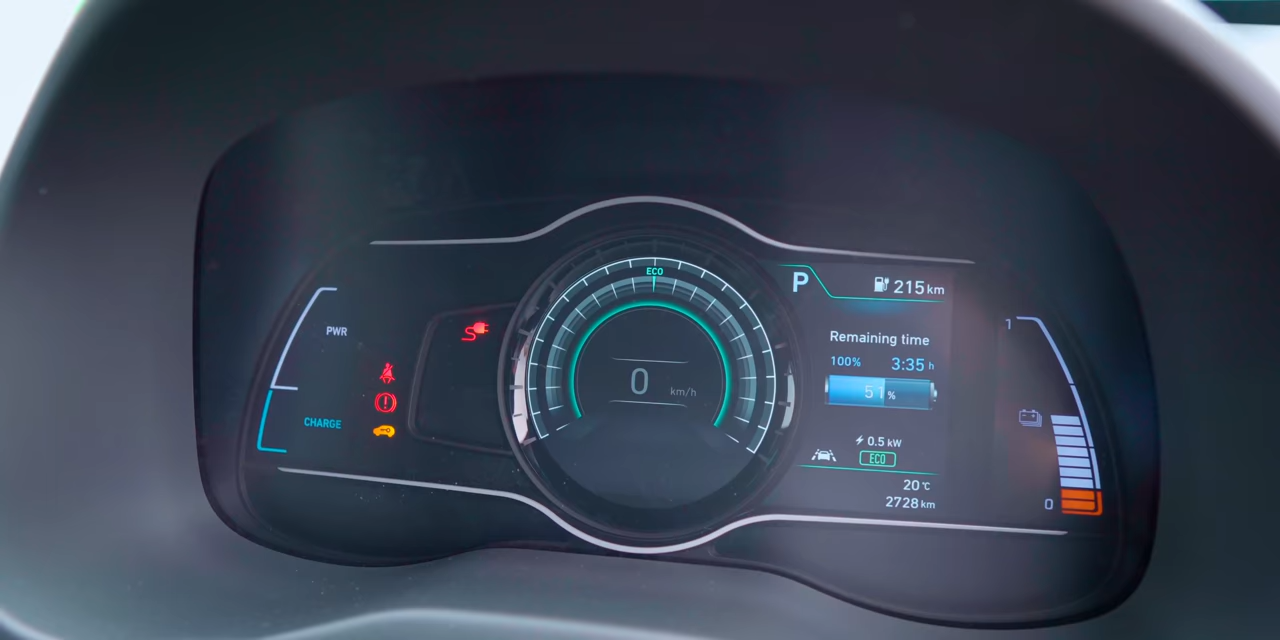 PWR
CHARGE
ECO
0
km/h
P
215 km
Remaining time
100% 3:35 h
51 %
0.5 kW
ECO
20 °C
2728 km
1
0